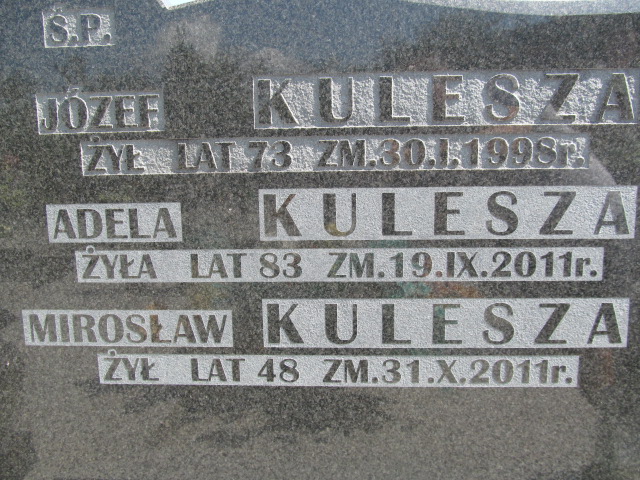 Ś.P.
JÓZEF KULESZA
ŻYŁ LAT 73 ZM.30.I.1998r.
ADELA KULESZA
ŻYŁA LAT 83 ZM.19.IX.2011r.
MIROSŁAW KULESZA
ŻYŁ LAT 48 ZM.31.X.2011r.